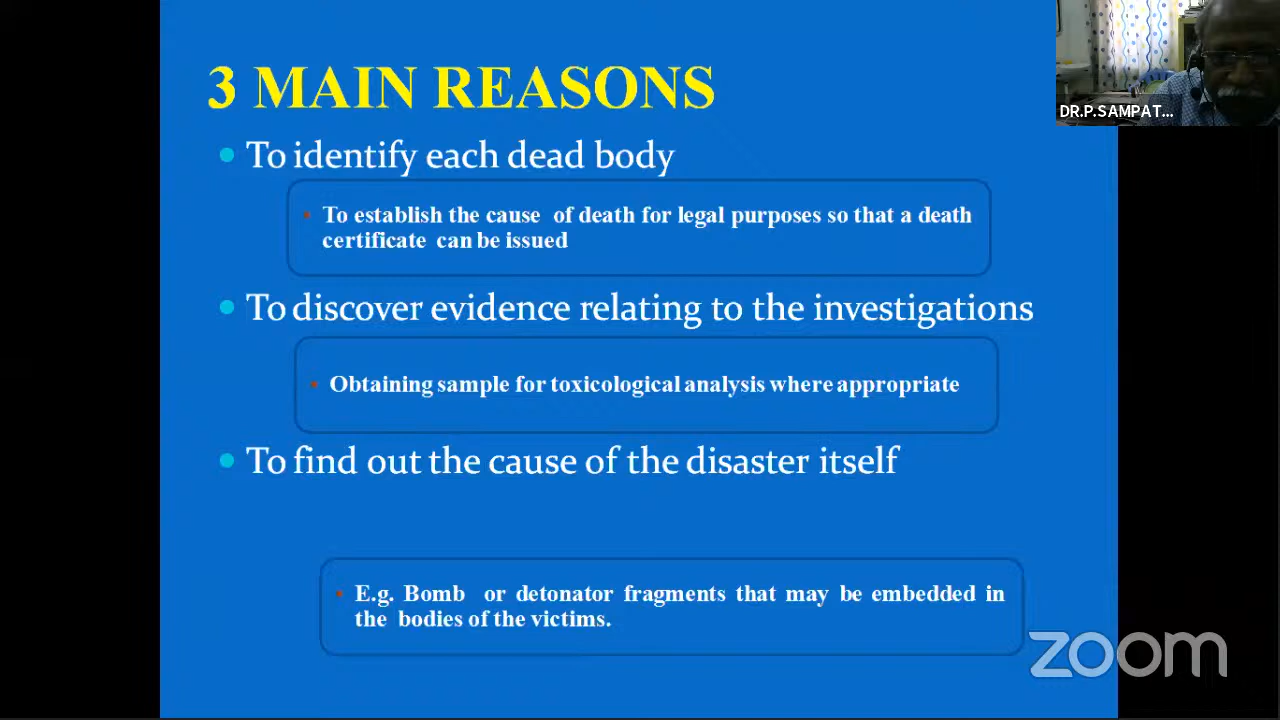 3 MAIN REASONS
DR.P.SAMPAT...
• To identify each dead body
• To establish the cause of death for legal purposes so that a death
certificate can be issued
• To discover evidence relating to the investigations
• Obtaining sample for toxicological analysis where appropriate
• To find out the cause of the disaster itself
• E.g. Bomb or detonator fragments that may be embedded in
the bodies of the victims.
zoom